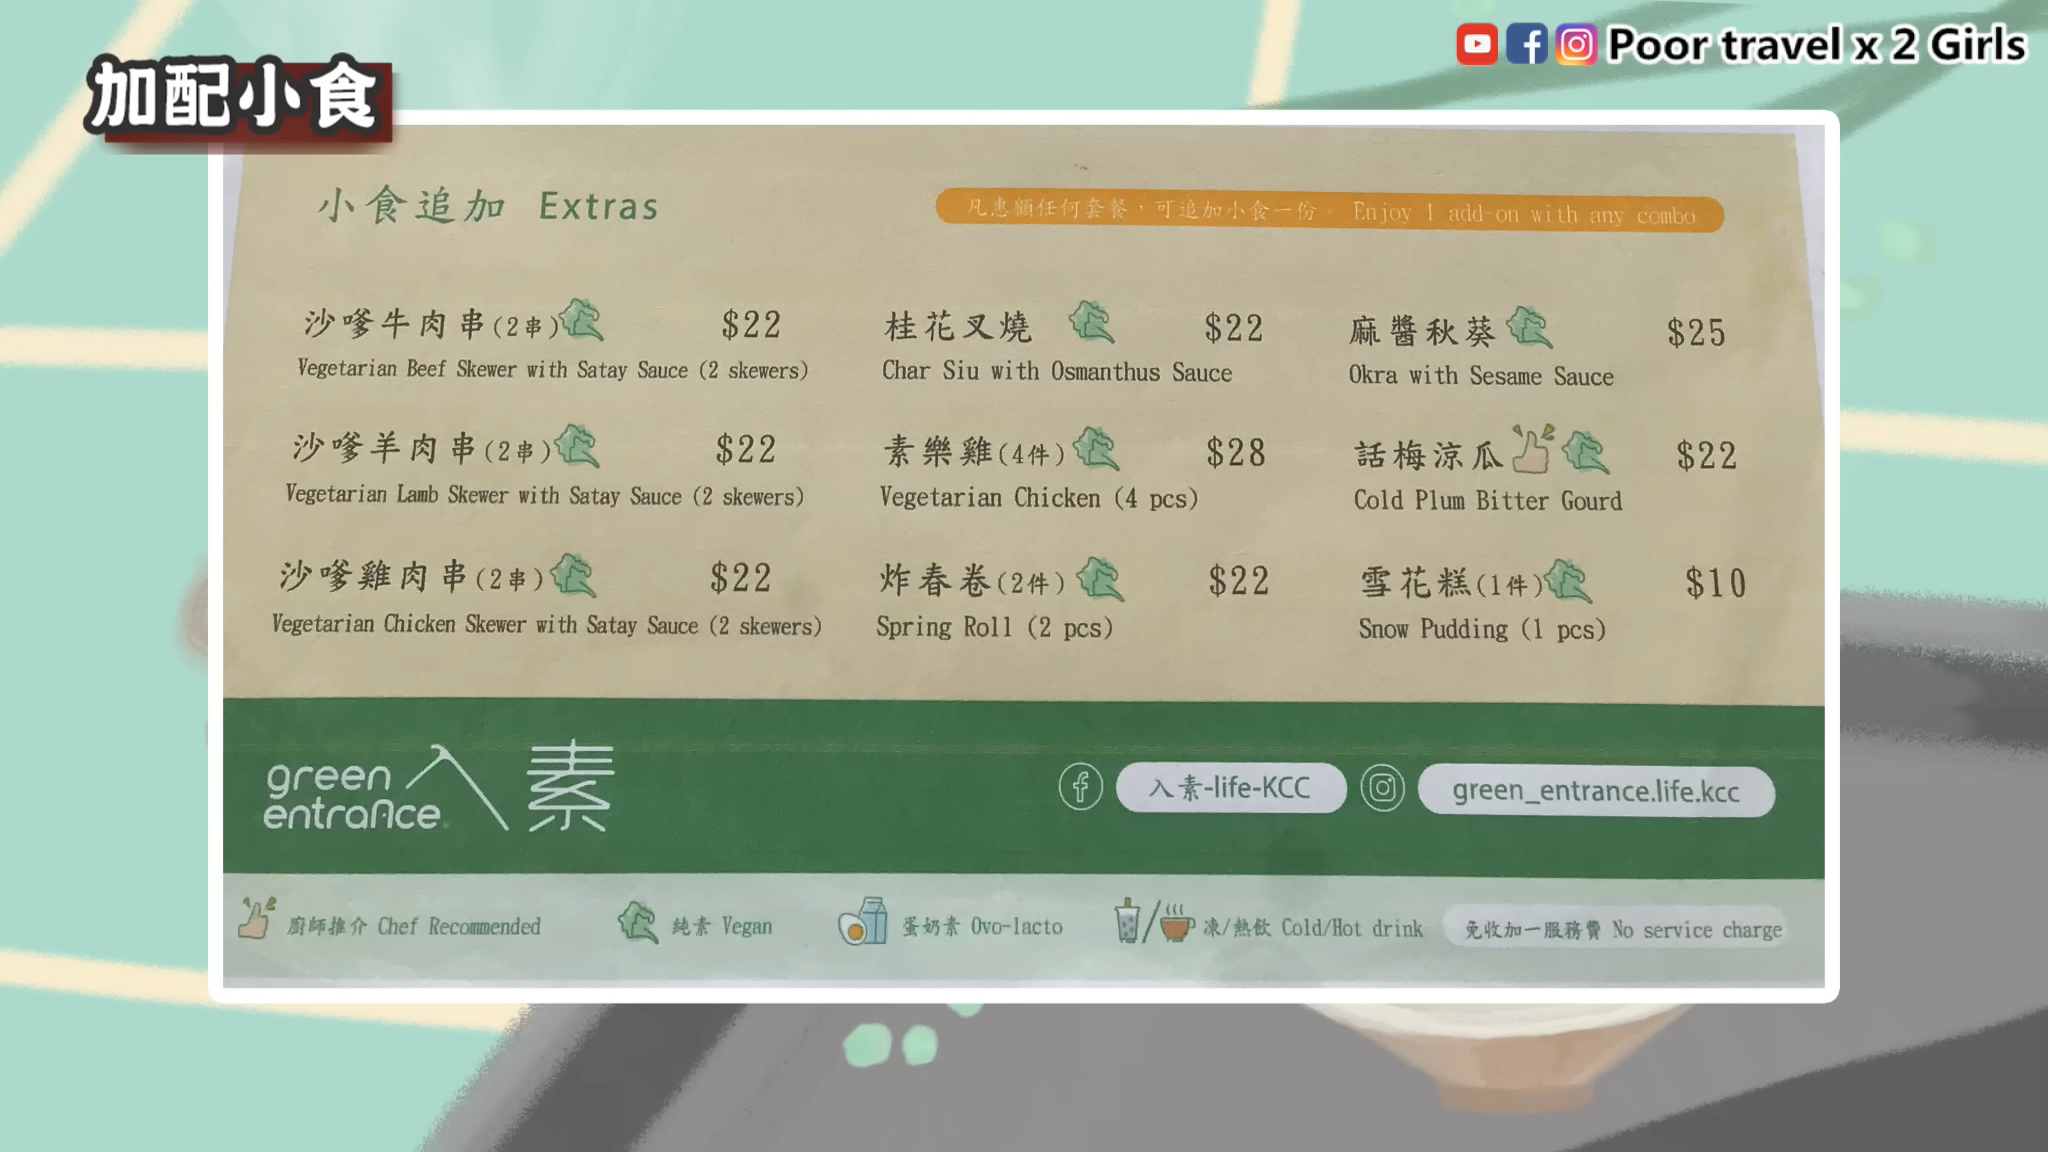 Poor travel x 2 Girls
加配小食
小食追加 Extras
凡惠顧任何套餐，可追加小食一份。 Enjoy 1 add-on with any combo
沙嗲牛肉串(2串) $22
Vegetarian Beef Skewer with Satay Sauce (2 skewers)
桂花叉燒 $22
Char Siu with Osmanthus Sauce
麻醬秋葵 $25
Okra with Sesame Sauce
沙嗲羊肉串(2串) $22
Vegetarian Lamb Skewer with Satay Sauce (2 skewers)
素樂雞(4件) $28
Vegetarian Chicken (4 pcs)
話梅涼瓜 $22
Cold Plum Bitter Gourd
沙嗲雞肉串(2串) $22
Vegetarian Chicken Skewer with Satay Sauce (2 skewers)
炸春卷(2件) $22
Spring Roll (2 pcs)
雪花糕(1件) $10
Snow Pudding (1 pcs)
green
entrance 入素
入素-life-KCC
green_entrance.life.kcc
廚師推介 Chef Recommended
純素 Vegan
蛋奶素 Ovo-lacto
凍/熱飲 Cold/Hot drink
免收加一服務費 No service charge